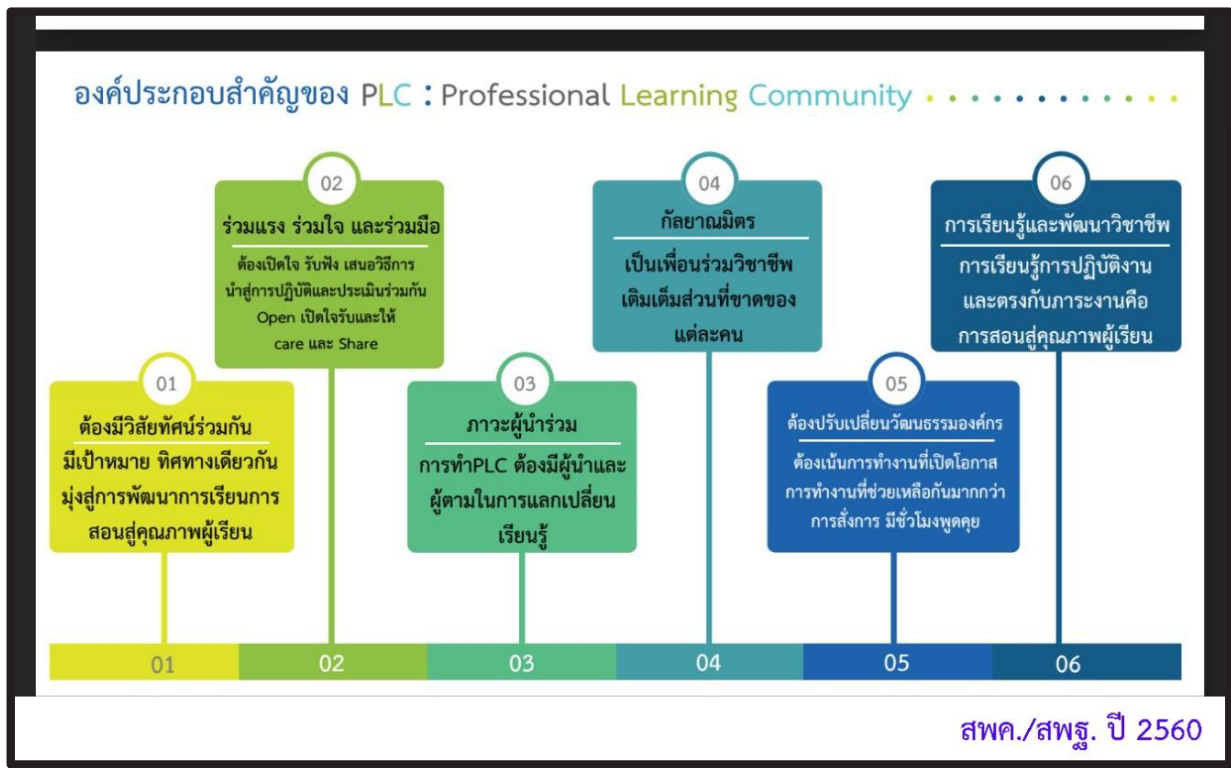 องค์ประกอบสำคัญของ PLC : Professional Learning Community
01
ต้องมีวิสัยทัศน์ร่วมกัน
มีเป้าหมาย ทิศทางเดียวกัน
มุ่งสู่การพัฒนาการเรียนการ
สอนสู่คุณภาพผู้เรียน
02
ร่วมแรง ร่วมใจ และร่วมมือ
ต้องเปิดใจ รับฟัง เสนอวิธีการ
นำสู่การปฏิบัติและประเมินร่วมกัน
Open เปิดใจรับและให้
care และ Share
03
ภาวะผู้นำร่วม
การทำPLC ต้องมีผู้นำและ
ผู้ตามในการแลกเปลี่ยน
เรียนรู้
04
กัลยาณมิตร
เป็นเพื่อนร่วมวิชาชีพ
เติมเต็มส่วนที่ขาดของ
แต่ละคน
05
ต้องปรับเปลี่ยนวัฒนธรรมองค์กร
ต้องเน้นการทำงานที่เปิดโอกาส
การทำงานที่ช่วยเหลือกันมากกว่า
การสั่งการ มีชั่วโมงพูดคุย
06
การเรียนรู้และพัฒนาวิชาชีพ
การเรียนรู้การปฏิบัติงาน
และตรงกับภาระงานคือ
การสอนสู่คุณภาพผู้เรียน
01 02 03 04 05 06
สพค./สพฐ. ปี 2560